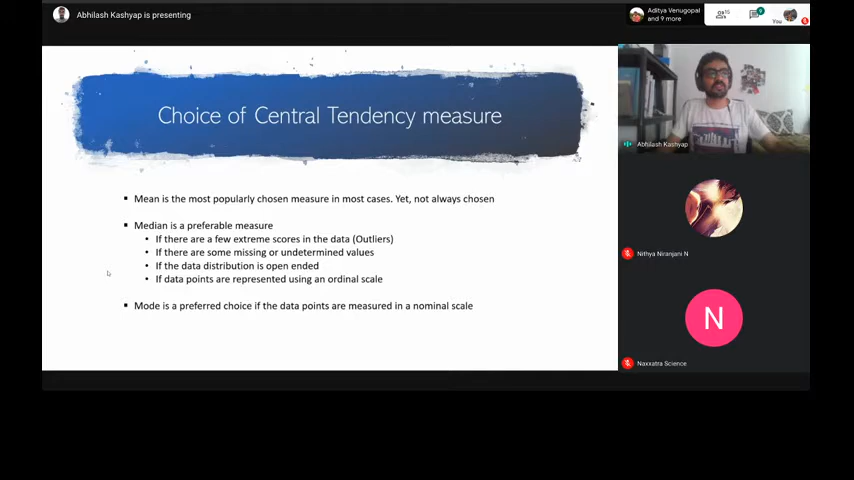 Abhilash Kashyap is presenting
Aditya Venugopal
and 9 more
15
9
You
Choice of Central Tendency measure
Mean is the most popularly chosen measure in most cases. Yet, not always chosen
Median is a preferable measure
If there are a few extreme scores in the data (Outliers)
If there are some missing or undetermined values
If the data distribution is open ended
If data points are represented using an ordinal scale
Mode is a preferred choice if the data points are measured in a nominal scale
Abhilash Kashyap
Nithya Niranjani N
N
Naxxatra Science